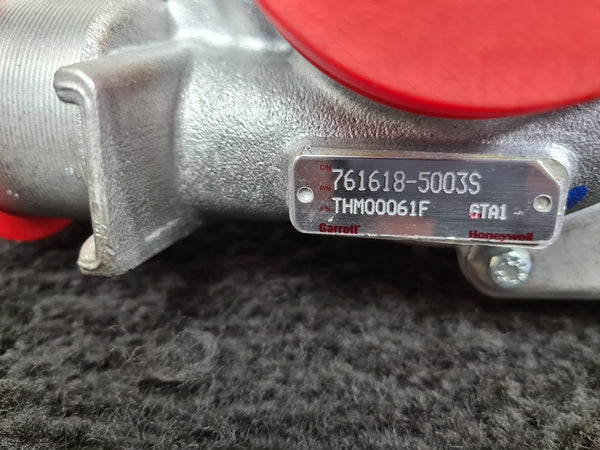 C/N 761618-5003S
P/N THM00061F GTA1
Garrett Honeywell